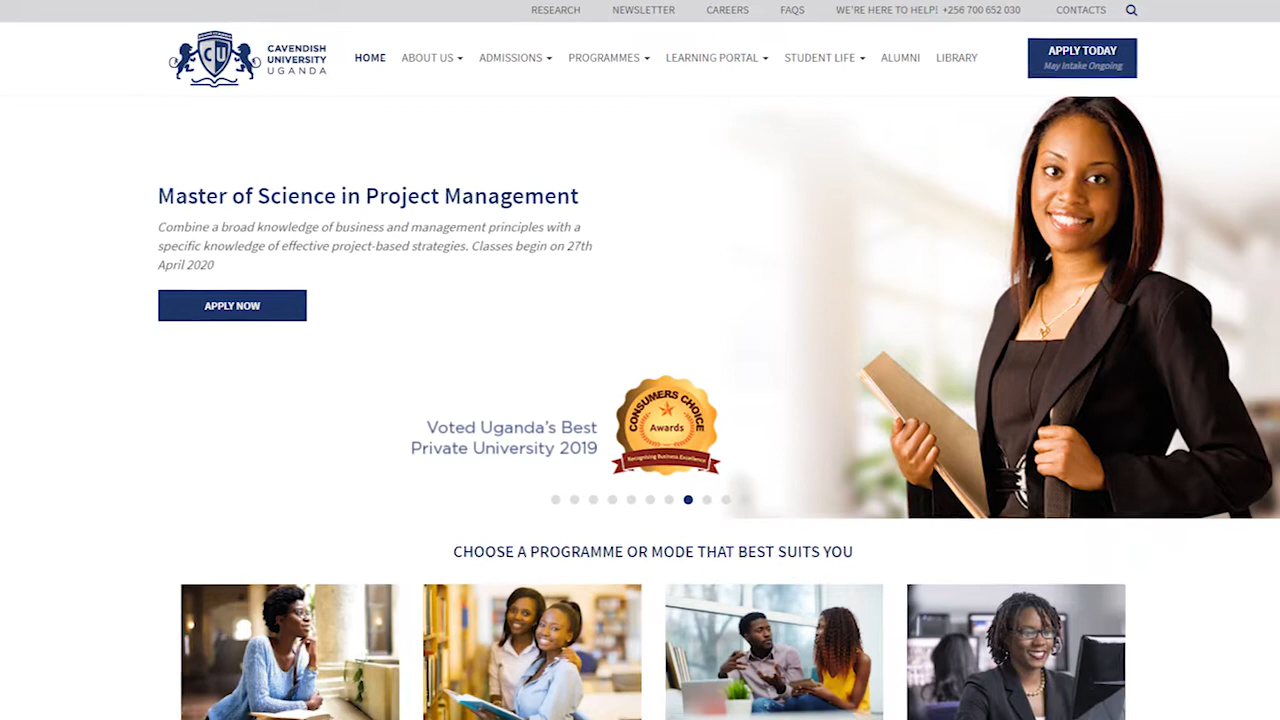 RESEARCH NEWSLETTER CAREERS FAQS WE'RE HERE TO HELP! +256 700 652 030 CONTACTS
CAVENDISH
UNIVERSITY
UGANDA
CU
HOME ABOUT US ADMISSIONS PROGRAMMES LEARNING PORTAL STUDENT LIFE ALUMNI LIBRARY
APPLY TODAY
May Intake Ongoing
Master of Science in Project Management
Combine a broad knowledge of business and management principles with a
specific knowledge of effective project-based strategies. Classes begin on 27th
April 2020
APPLY NOW
Voted Uganda's Best
Private University 2019
CONSUMERS CHOICE
Awards
Recognising Business Excellence
CHOOSE A PROGRAMME OR MODE THAT BEST SUITS YOU